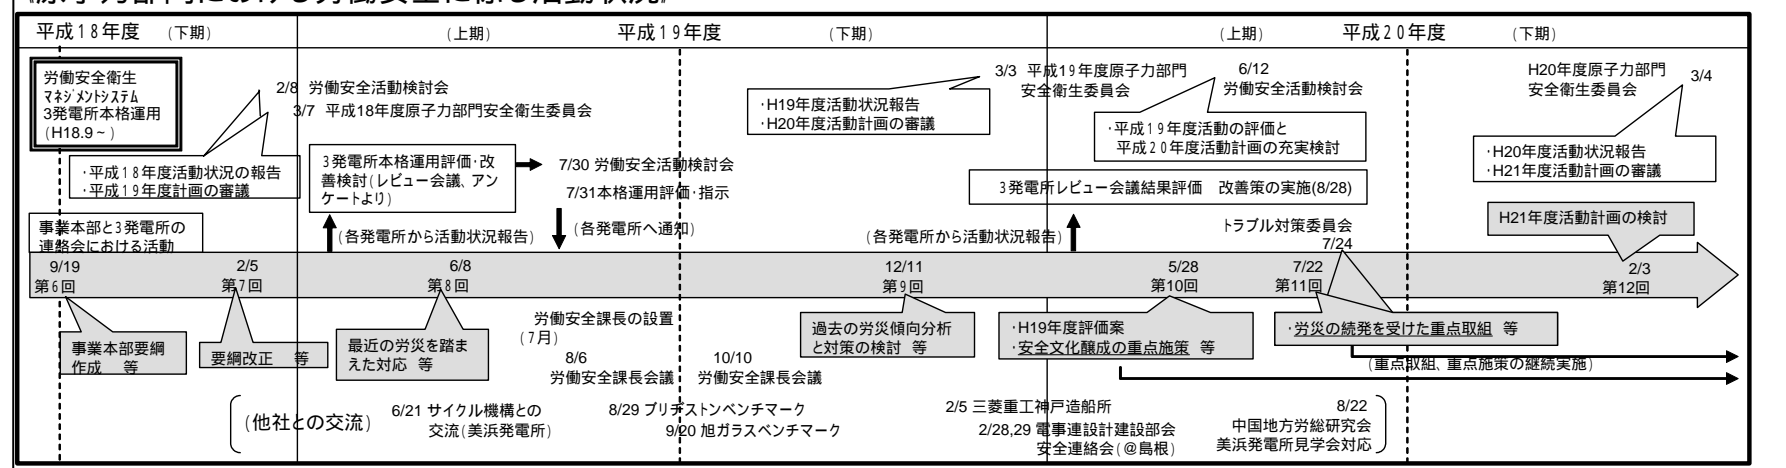 《原子力部門における労働安全に係る活動状況》
平成18年度 (下期) (上期) 平成19年度 (下期) (上期) 平成20年度 (下期)
労働安全衛生
マネジメントシステム
3発電所本格運用
(H18.9~)
2/8 労働安全活動検討会
3/7 平成18年度原子力部門安全衛生委員会
・平成18年度活動状況の報告
・平成19年度計画の審議
3発電所本格運用評価・改
善検討(レビュー会議、アン
ケートより)
7/30 労働安全活動検討会
7/31本格運用評価・指示
(各発電所から活動状況報告)
(各発電所へ通知)
・H19年度活動状況報告
・H20年度活動計画の審議
3/3 平成19年度原子力部門
安全衛生委員会
6/12
労働安全活動検討会
・平成19年度活動の評価と
平成20年度活動計画の充実検討
3発電所レビュー会議結果評価 改善策の実施(8/28)
(各発電所から活動状況報告)
トラブル対策委員会
7/24
H20年度原子力部門
安全衛生委員会
3/4
・H20年度活動状況報告
・H21年度活動計画の審議
H21年度活動計画の検討
事業本部と3発電所の
連絡会における活動
9/19
第6回
2/5
第7回
6/8
第8回
12/11
第9回
5/28
第10回
7/22
第11回
2/3
第12回
事業本部要綱
作成 等
要綱改正 等
最近の労災を踏ま
えた対応 等
労働安全課長の設置
(7月)
8/6
労働安全課長会議
10/10
労働安全課長会議
過去の労災傾向分析
と対策の検討 等
・H19年度評価案
・安全文化醸成の重点施策 等
・労災の続発を受けた重点取組 等
(重点取組、重点施策の継続実施)
(他社との交流)
6/21 サイクル機構との
交流(美浜発電所)
8/29 ブリヂストンベンチマーク
9/20 旭ガラスベンチマーク
2/5 三菱重工神戸造船所
2/28,29 電事連設計建設部会
安全連絡会(@島根)
8/22
中国地方労総研究会
美浜発電所見学会対応